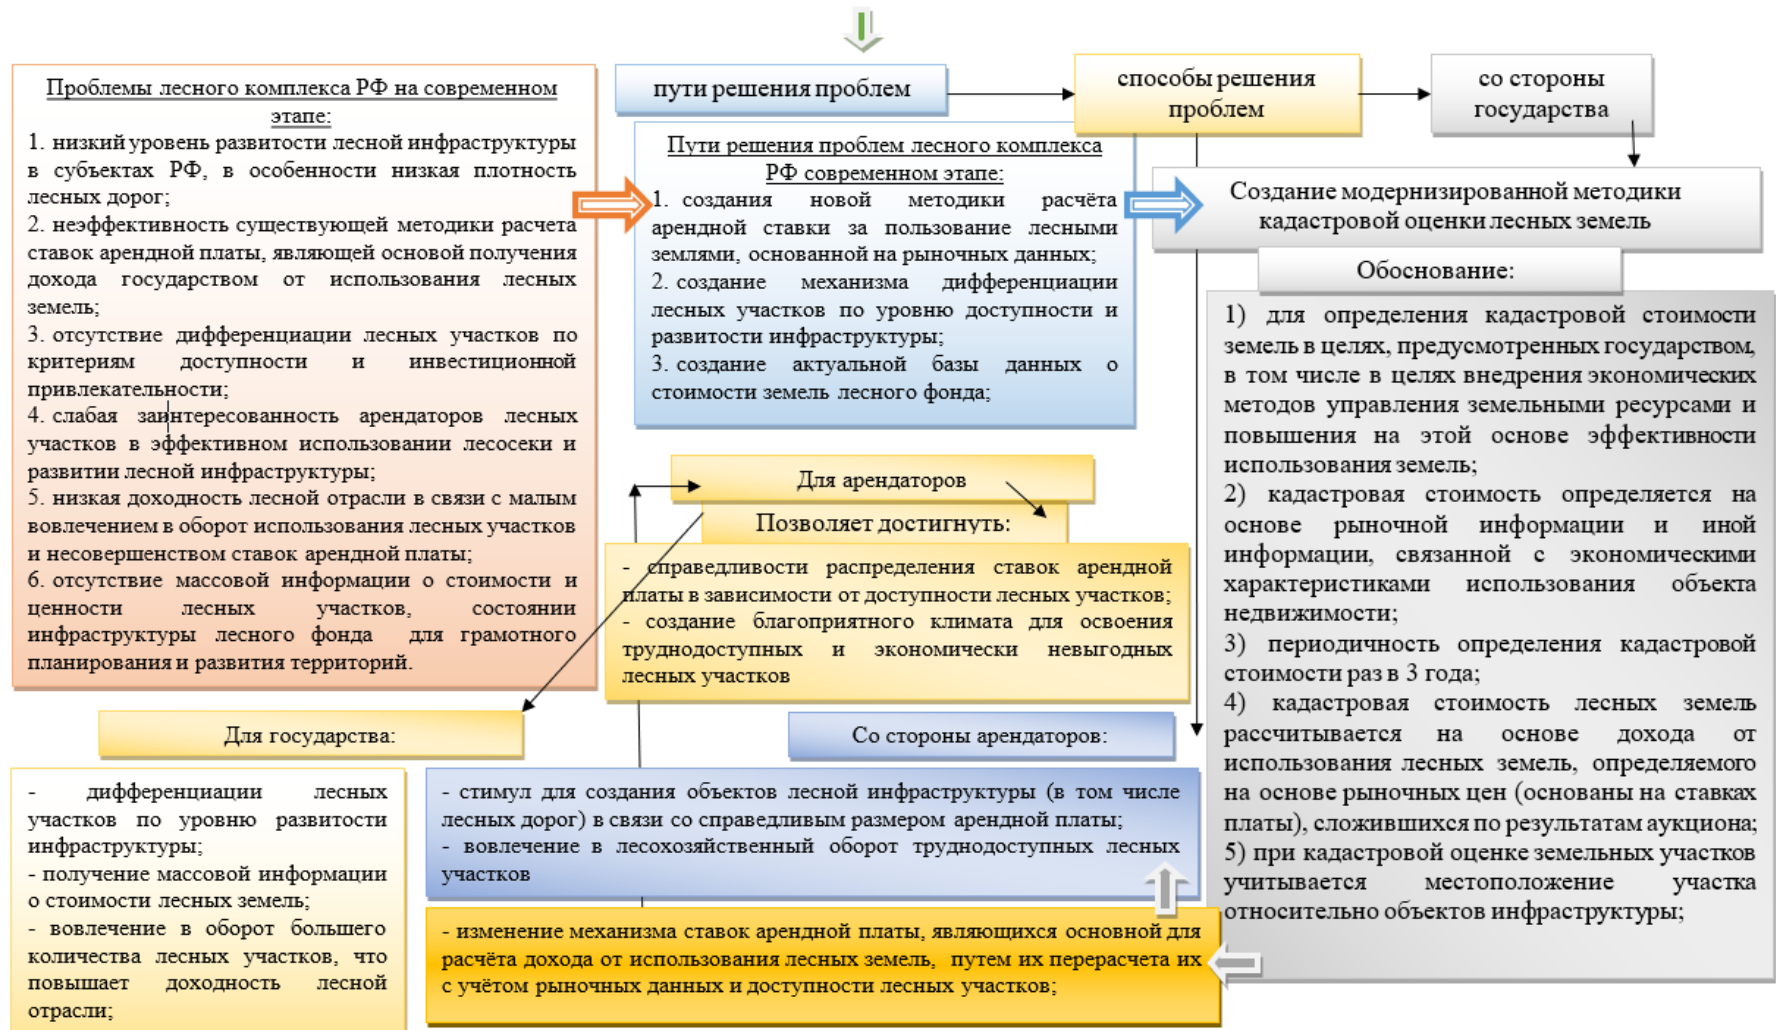 Проблемы лесного комплекса РФ на современном
этапе:
1. низкий уровень развитости лесной инфраструктуры
в субъектах РФ, в особенности низкая плотность
лесных дорог;
2. неэффективность существующей методики расчета
ставок арендной платы, являющей основой получения
дохода государством от использования лесных
земель;
3. отсутствие дифференциации лесных участков по
критериям доступности и инвестиционной
привлекательности;
4. слабая заинтересованность арендаторов лесных
участков в эффективном использовании лесосеки и
развитии лесной инфраструктуры;
5. низкая доходность лесной отрасли в связи с малым
вовлечением в оборот использования лесных участков
и несовершенством ставок арендной платы;
6. отсутствие массовой информации о стоимости и
ценности лесных участков, состоянии
инфраструктуры лесного фонда для грамотного
планирования и развития территорий.
пути решения проблем
способы решения
проблем
со стороны
государства
Пути решения проблем лесного комплекса
РФ современном этапе:
1. создания новой методики расчёта
арендной ставки за пользование лесными
землями, основанной на рыночных данных;
2. создание механизма дифференциации
лесных участков по уровню доступности и
развитости инфраструктуры;
3. создание актуальной базы данных о
стоимости земель лесного фонда;
Создание модернизированной методики
кадастровой оценки лесных земель
Обоснование:
1) для определения кадастровой стоимости
земель в целях, предусмотренных государством,
в том числе в целях внедрения экономических
методов управления земельными ресурсами и
повышения на этой основе эффективности
использования земель;
2) кадастровая стоимость определяется на
основе рыночной информации и иной
информации, связанной с экономическими
характеристиками использования объекта
недвижимости;
3) периодичность определения кадастровой
стоимости раз в 3 года;
4) кадастровая стоимость лесных земель
рассчитывается на основе дохода от
использования лесных земель, определяемого
на основе рыночных цен (основаны на ставках
платы), сложившихся по результатам аукциона;
5) при кадастровой оценке земельных участков
учитывается местоположение участка
относительно объектов инфраструктуры;
Для арендаторов
Позволяет достигнуть:
- справедливости распределения ставок арендной
платы в зависимости от доступности лесных участков;
- создание благоприятного климата для освоения
труднодоступных и экономически невыгодных
лесных участков
Для государства:
- дифференциации лесных
участков по уровню развитости
инфраструктуры;
- получение массовой информации
о стоимости лесных земель;
- вовлечение в оборот большего
количества лесных участков, что
повышает доходность лесной
отрасли;
Со стороны арендаторов:
- стимул для создания объектов лесной инфраструктуры (в том числе
лесных дорог) в связи со справедливым размером арендной платы;
- вовлечение в лесохозяйственный оборот труднодоступных лесных
участков
- изменение механизма ставок арендной платы, являющихся основной для
расчёта дохода от использования лесных земель, путем их перерасчета их
с учётом рыночных данных и доступности лесных участков;